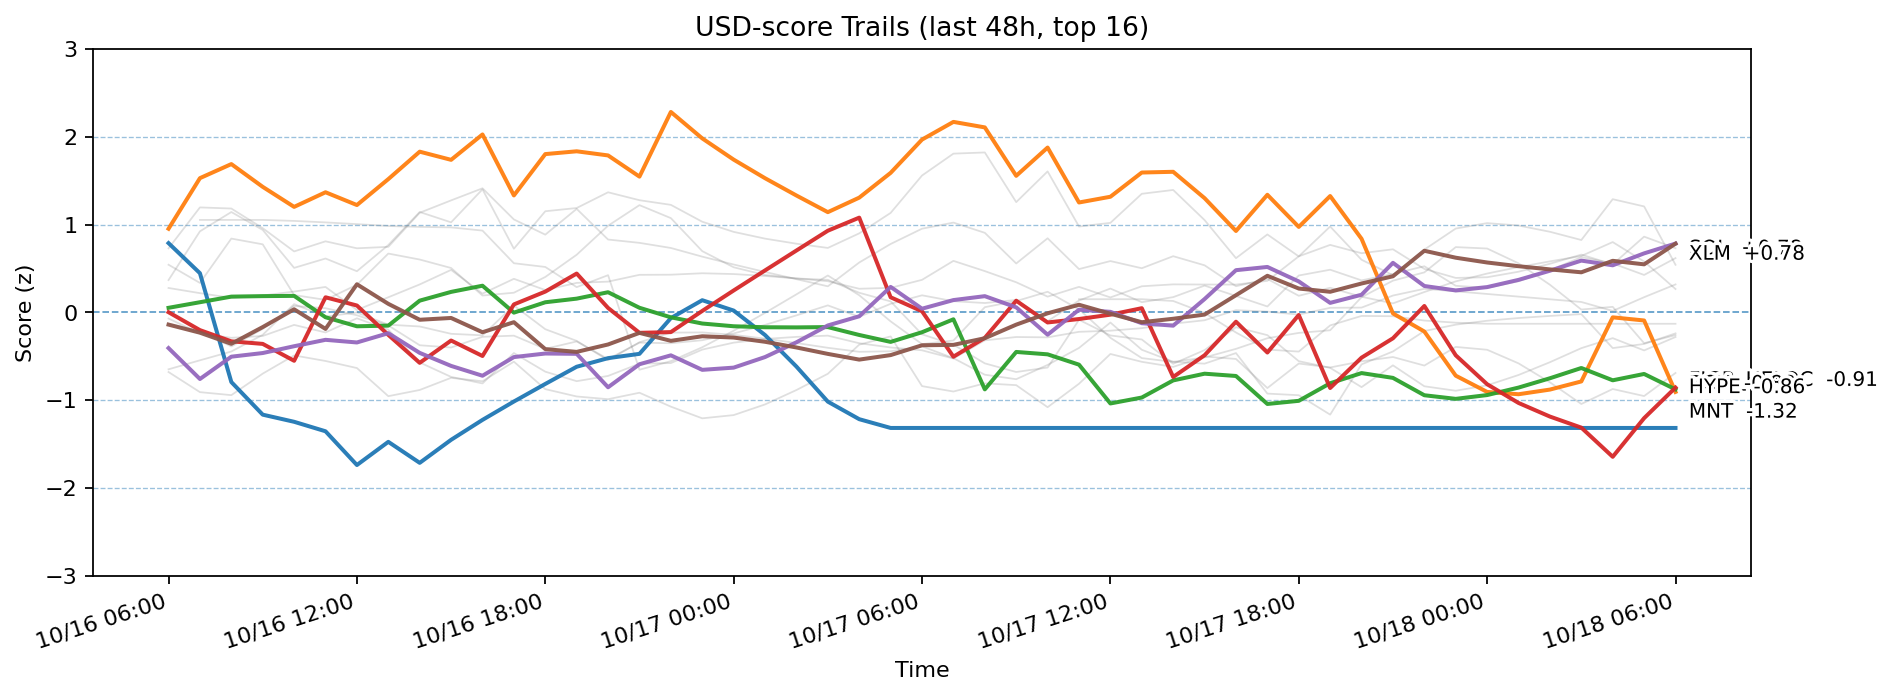 USD-score Trails (last 48h, top 16)
Score (z)
3
2
1
0
−1
−2
−3
XLM +0.78
-0.91
HYPE -0.86
MNT -1.32
10/16 06:00
10/16 12:00
10/16 18:00
10/17 00:00
10/17 06:00
10/17 12:00
10/17 18:00
10/18 00:00
10/18 06:00
Time